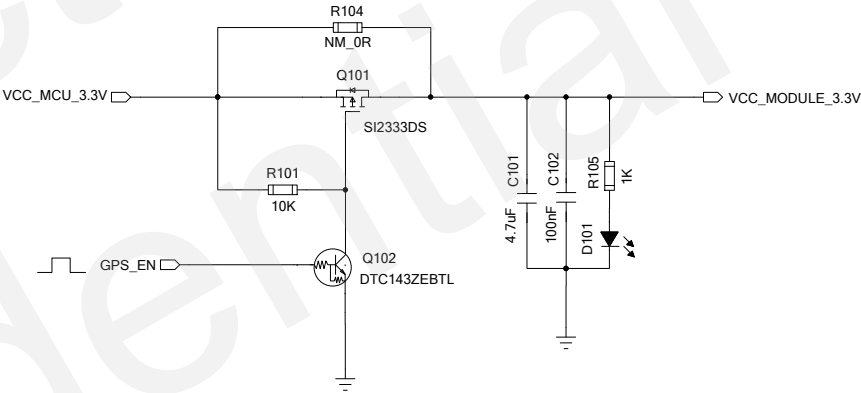 R104
NM_0R
Q101
VCC_MCU_3.3V
VCC_MODULE_3.3V
SI2333DS
R101
10K
C101
4.7uF
C102
100nF
R105
1K
D101
GPS_EN
Q102
DTC143ZEBTL